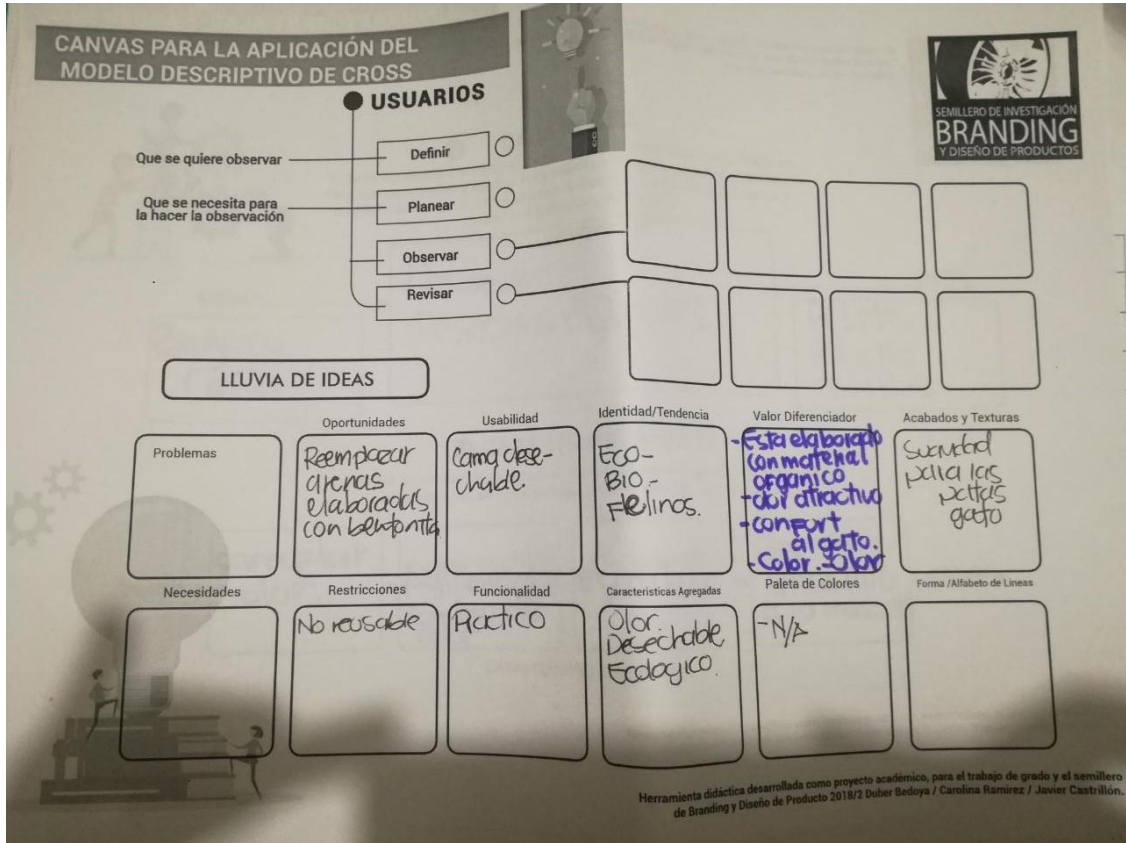 CANVAS PARA LA APLICACIÓN DEL
MODELO DESCRIPTIVO DE CROSS
SEMILLERO DE INVESTIGACIÓN
BRANDING
Y DISEÑO DE PRODUCTOS
USUARIOS
Que se quiere observar
Definir
Que se necesita para
la hacer la observación
Planear
Observar
Revisar
LLUVIA DE IDEAS
Problemas
Oportunidades
Reemplazar
arenas
elaboradas
con bentonita
Usabilidad
Cama dese-
chable.
Identidad/Tendencia
Eco-
BIO.-
Felinos.
Valor Diferenciador
-Esta elaborado
con material
organico
-olor atractivo
-confort
al gato.
-Color.-Olor
Acabados y Texturas
Suavidad
para las
patas
gato
Necesidades
Restricciones
No reusable
Funcionalidad
Practico
Caracteristicas Agregadas
Olor.
Desechable
Ecologico.
Paleta de Colores
-N/A
Forma /Alfabeto de Lineas
Herramienta didáctica desarrollada como proyecto académico, para el trabajo de grado y el semillero
de Branding y Diseño de Producto 2018/2 Duber Bedoya / Carolina Ramirez / Javier Castrillón.